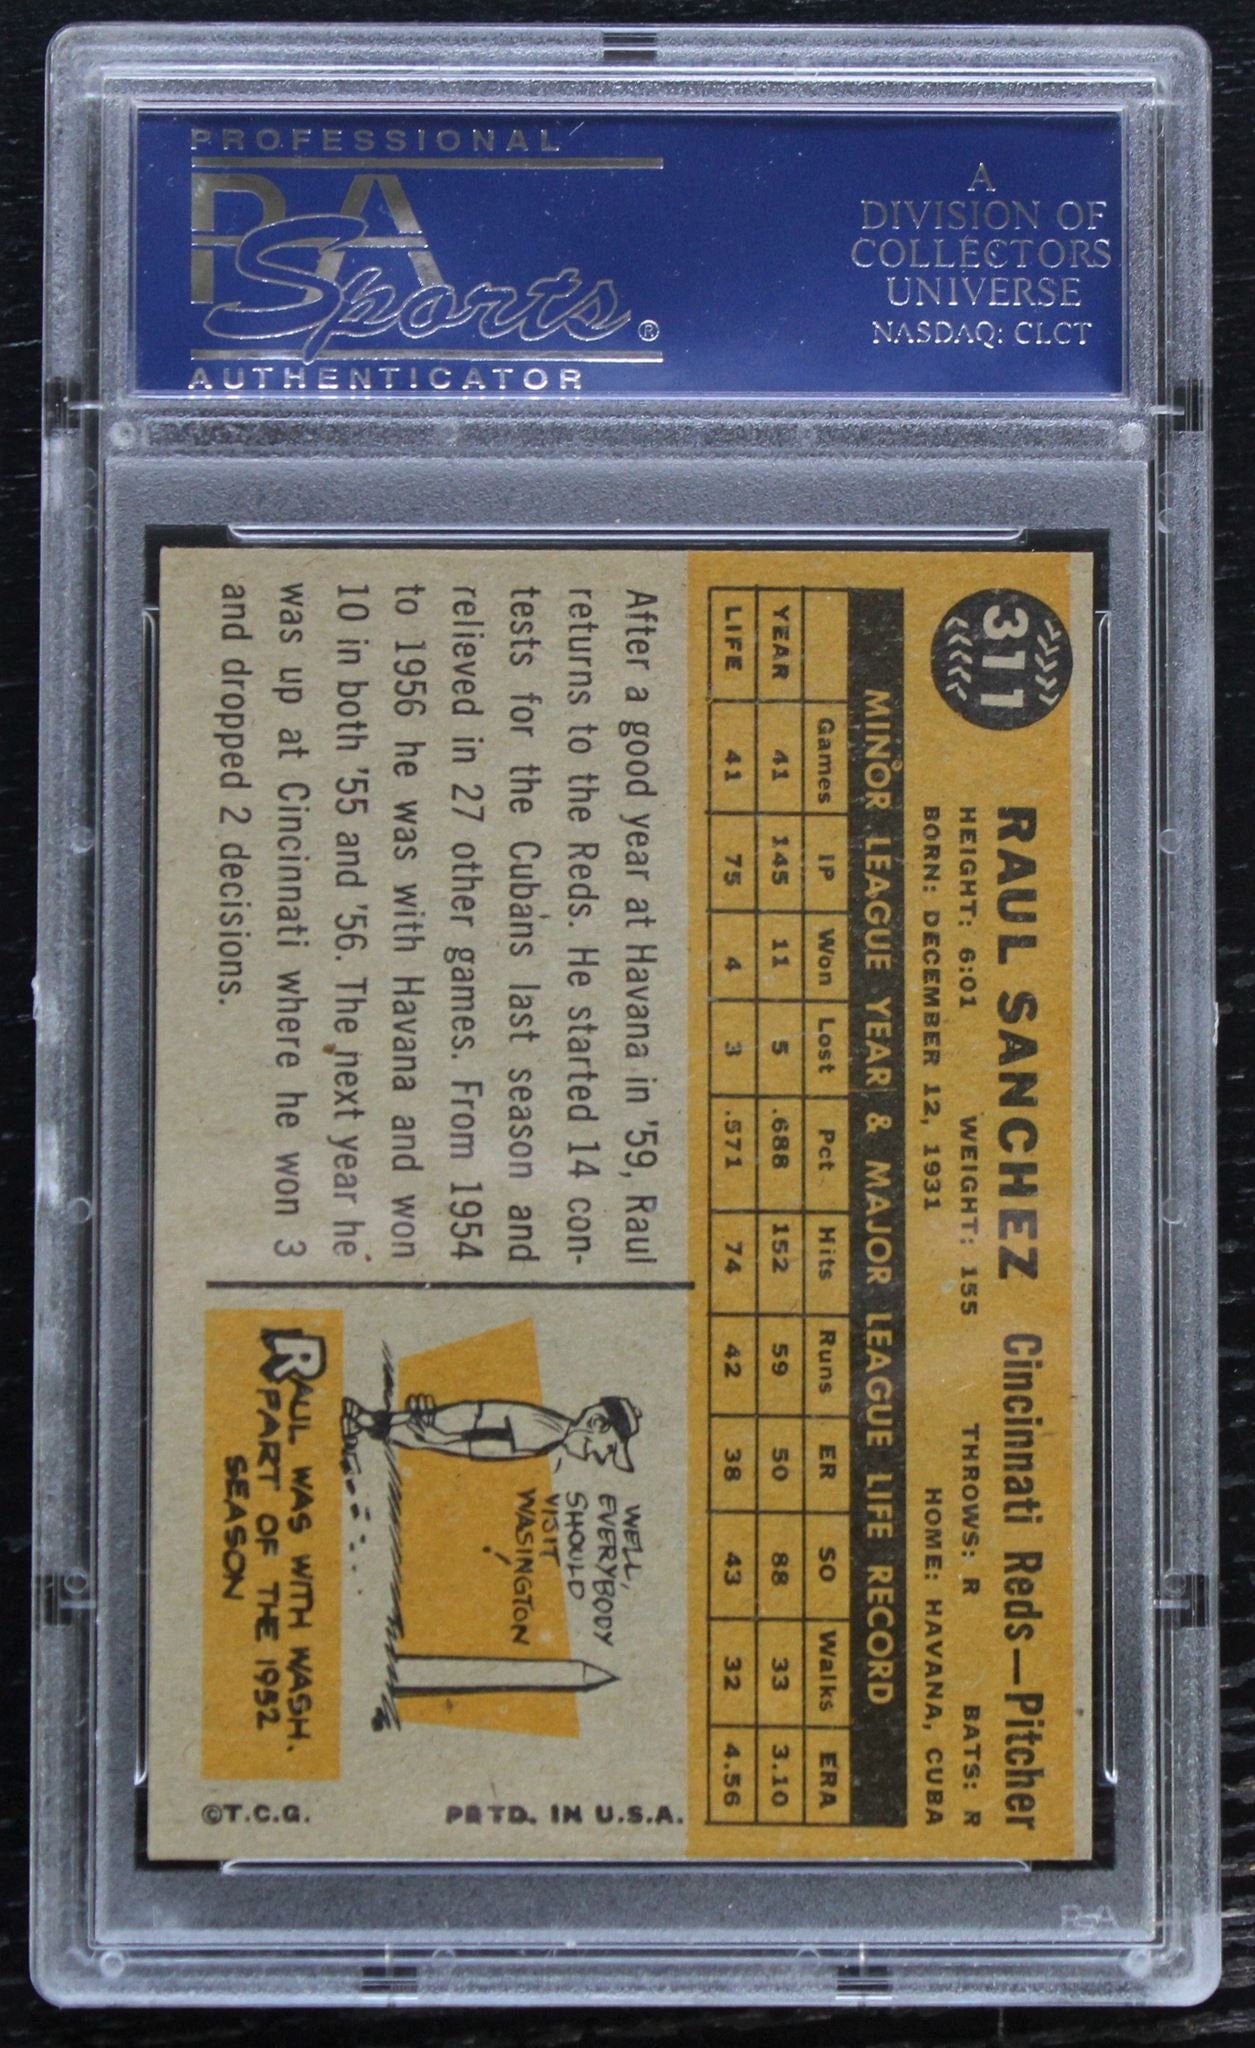 PROFESSIONAL
PSA
Sports®
AUTHENTICATOR
A
DIVISION OF
COLLECTORS
UNIVERSE
NASDAQ: CLCT
311
RAUL SANCHEZ Cincinnati Reds—Pitcher
HEIGHT: 6:01 WEIGHT: 155 THROWS: R BATS: R
BORN: DECEMBER 12, 1931 HOME: HAVANA, CUBA
MINOR LEAGUE YEAR & MAJOR LEAGUE LIFE RECORD
Games IP Won Lost Pct Hits Runs ER SO Walks ERA
YEAR 41 145 11 5 .688 152 59 50 88 33 3.10
LIFE 41 75 4 3 .571 74 42 38 43 32 4.56
After a good year at Havana in '59, Raul
returns to the Reds. He started 14 con-
tests for the Cubans last season and
relieved in 27 other games. From 1954
to 1956 he was with Havana and won
10 in both '55 and '56. The next year he
was up at Cincinnati where he won 3
and dropped 2 decisions.
WELL,
EVERYBODY
SHOULD
VISIT
WASINGTON!
RAUL WAS WITH WASH.
PART OF THE 1952
SEASON
©T.C.G. PRTD. IN U.S.A.
PSA